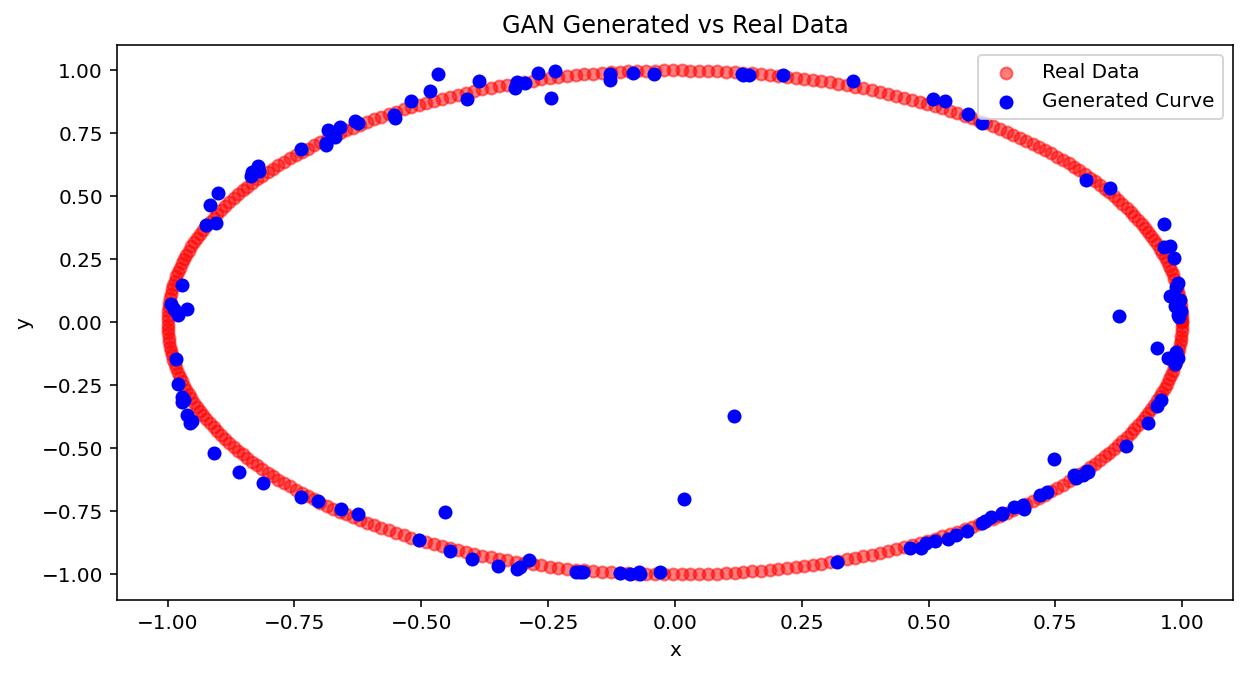 GAN Generated vs Real Data
1.00
0.75
0.50
0.25
0.00
−0.25
−0.50
−0.75
−1.00
y
Real Data
Generated Curve
−1.00 −0.75 −0.50 −0.25 0.00 0.25 0.50 0.75 1.00
x